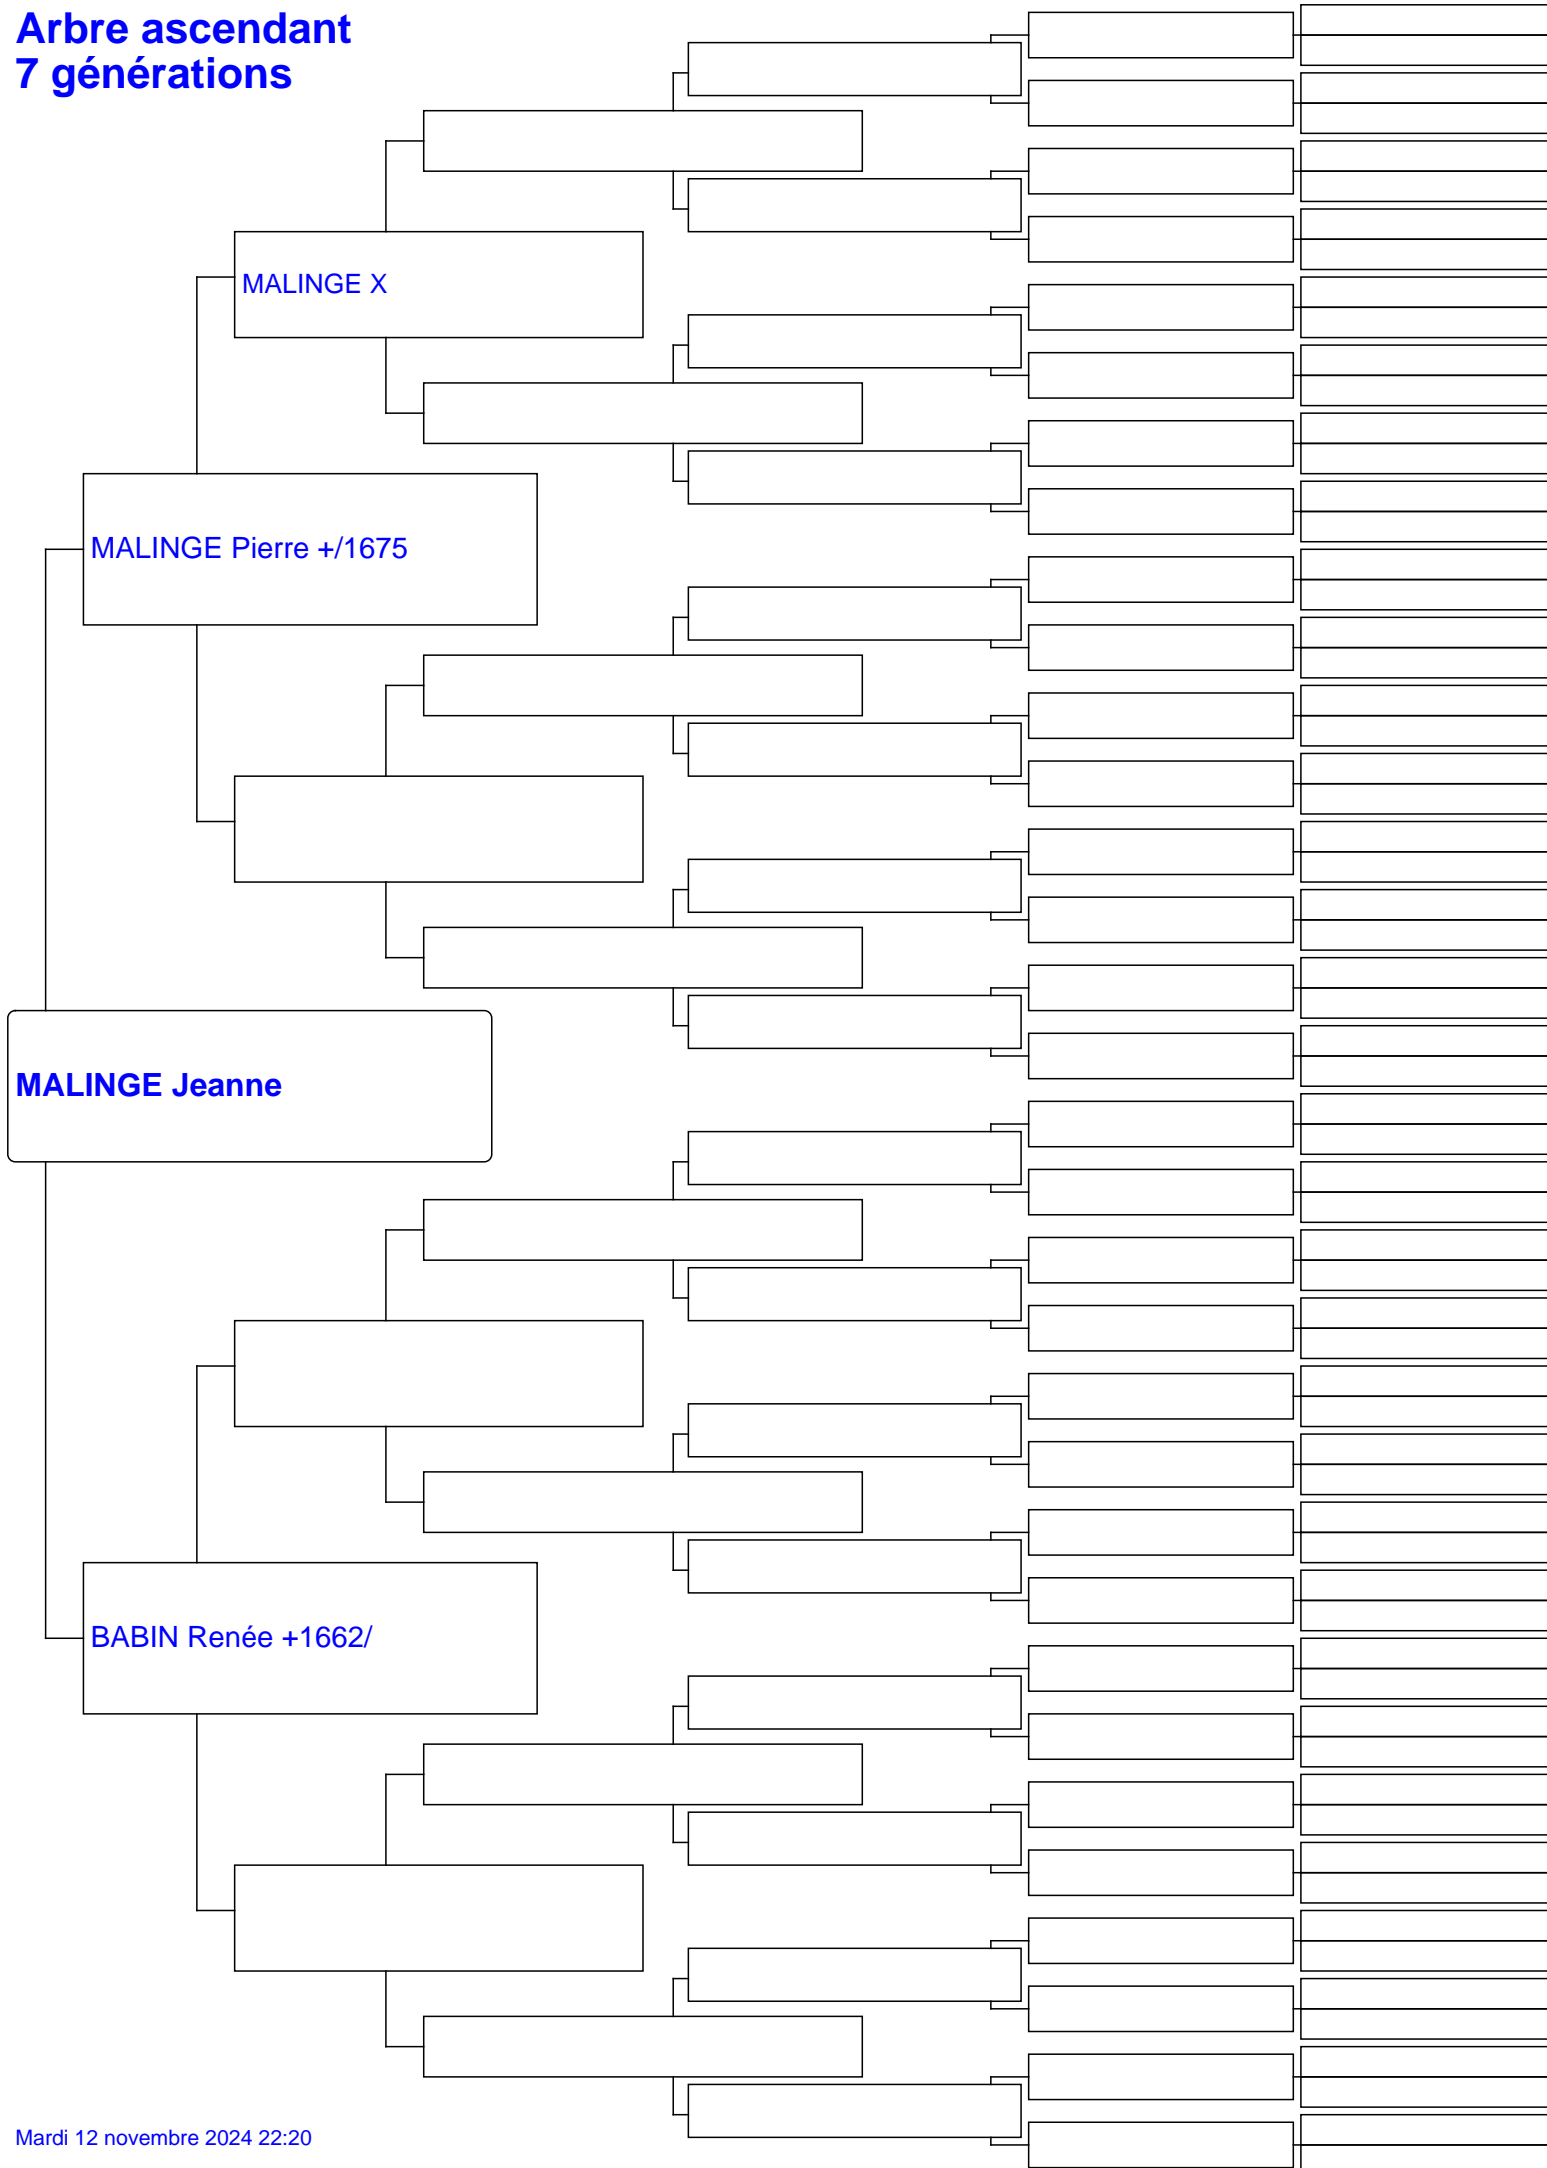 Arbre ascendant
7 générations
MALINGE X
MALINGE Pierre +/1675
MALINGE Jeanne
BABIN Renée +1662/
Mardi 12 novembre 2024 22:20